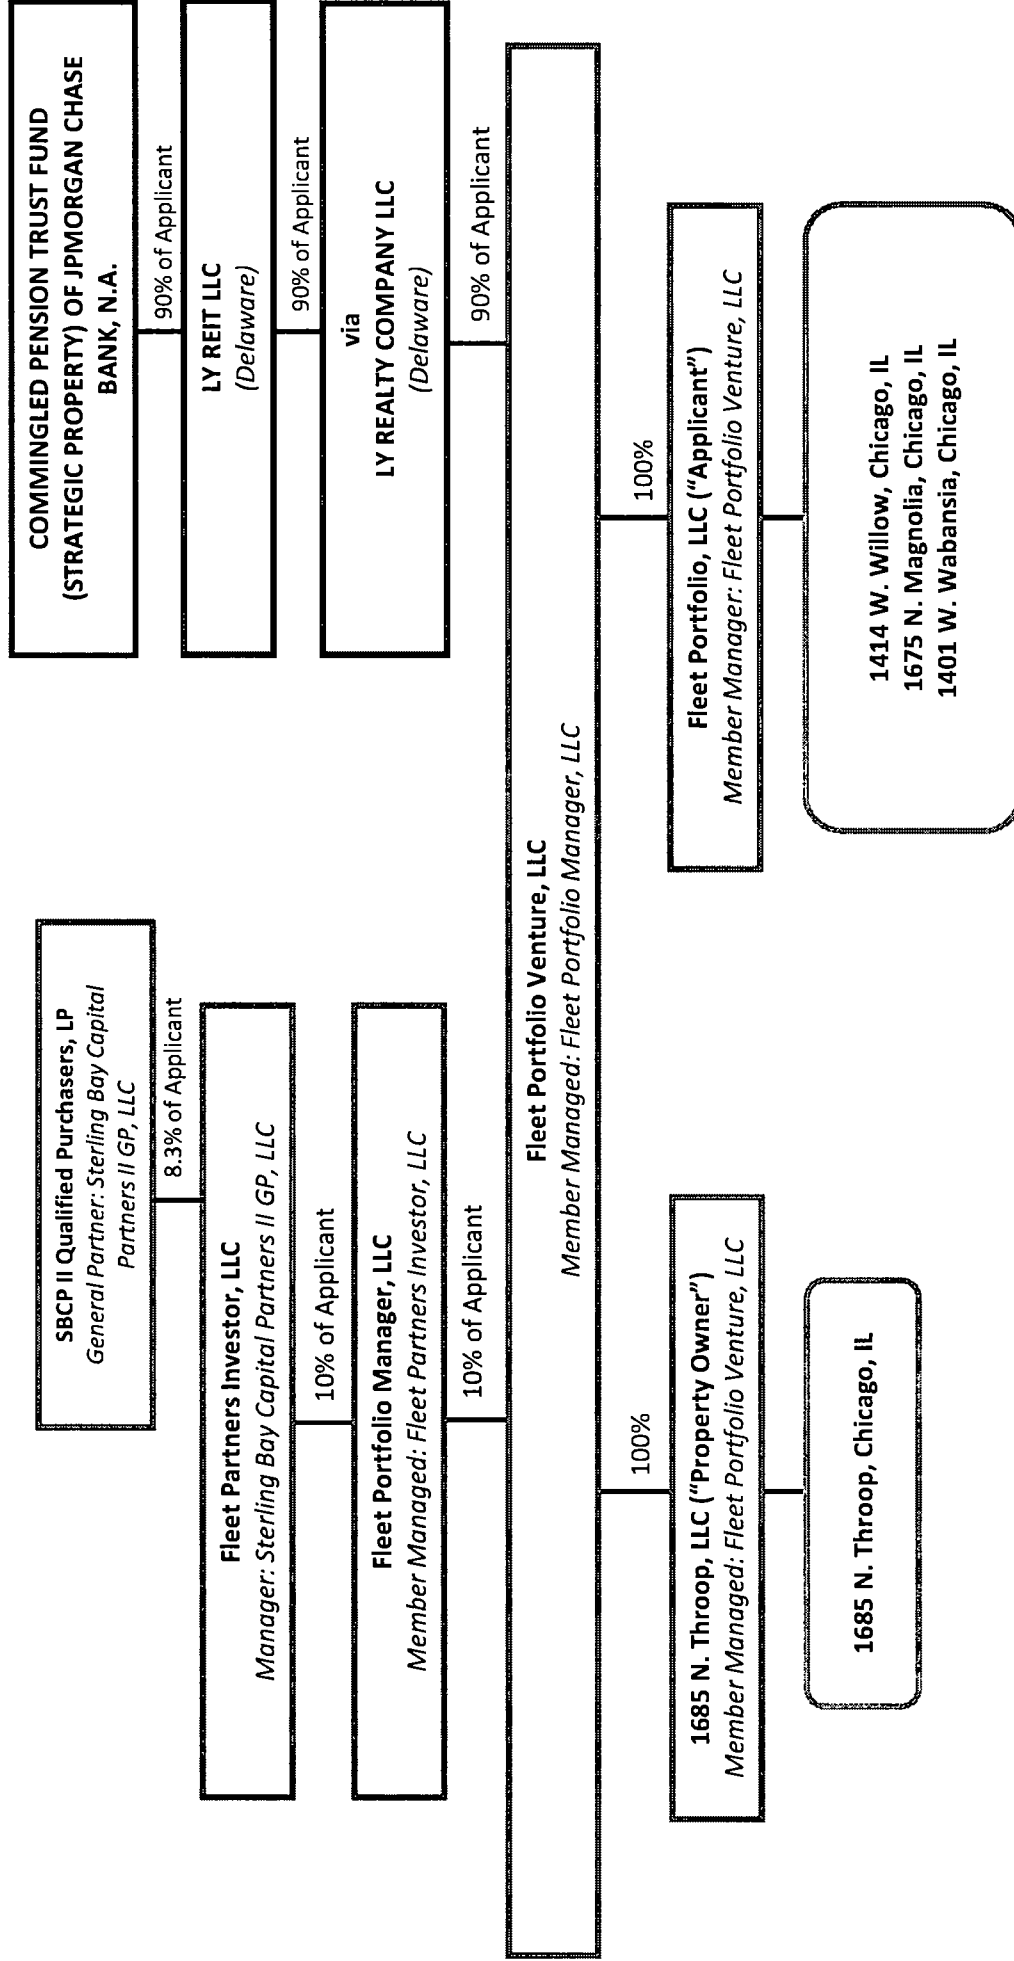 SBCP II Qualified Purchasers, LP
General Partner: Sterling Bay Capital
Partners II GP, LLC
8.3% of Applicant
Fleet Partners Investor, LLC
Manager: Sterling Bay Capital Partners II GP, LLC
10% of Applicant
Fleet Portfolio Manager, LLC
Member Managed: Fleet Partners Investor, LLC
10% of Applicant
COMMINGLED PENSION TRUST FUND
(STRATEGIC PROPERTY) OF JPMORGAN CHASE
BANK, N.A.
90% of Applicant
LY REIT LLC
(Delaware)
90% of Applicant
via
LY REALTY COMPANY LLC
(Delaware)
90% of Applicant
Fleet Portfolio Venture, LLC
Member Managed: Fleet Portfolio Manager, LLC
100%
1685 N. Throop, LLC (“Property Owner”)
Member Managed: Fleet Portfolio Venture, LLC
1685 N. Throop, Chicago, IL
100%
Fleet Portfolio, LLC (“Applicant”)
Member Manager: Fleet Portfolio Venture, LLC
1414 W. Willow, Chicago, IL
1675 N. Magnolia, Chicago, IL
1401 W. Wabansia, Chicago, IL